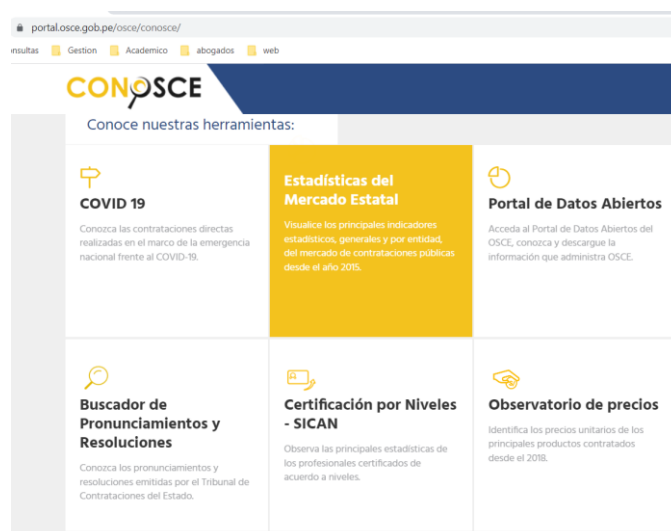 portal.osce.gob.pe/osce/conosce/
Gestion
Academico
abogados
web
CONOSCE
Conoce nuestras herramientas:
COVID 19
Conozca las contrataciones directas
realizadas en el marco de la emergencia
nacional frente al COVID-19.
Estadísticas del
Mercado Estatal
Visualice los principales indicadores
estadísticos, generales y por entidad,
del mercado de contrataciones públicas
desde el año 2015.
Portal de Datos Abiertos
Acceda al Portal de Datos Abiertos del
OSCE, conozca y descargue la
información que administra OSCE.
Buscador de
Pronunciamientos y
Resoluciones
Conozca los pronunciamientos y
resoluciones emitidas por el Tribunal de
Contrataciones del Estado.
Certificación por Niveles
- SICAN
Observa las principales estadísticas de
los profesionales certificados de
acuerdo a niveles.
Observatorio de precios
Identifica los precios unitarios de los
principales productos contratados
desde el 2018.